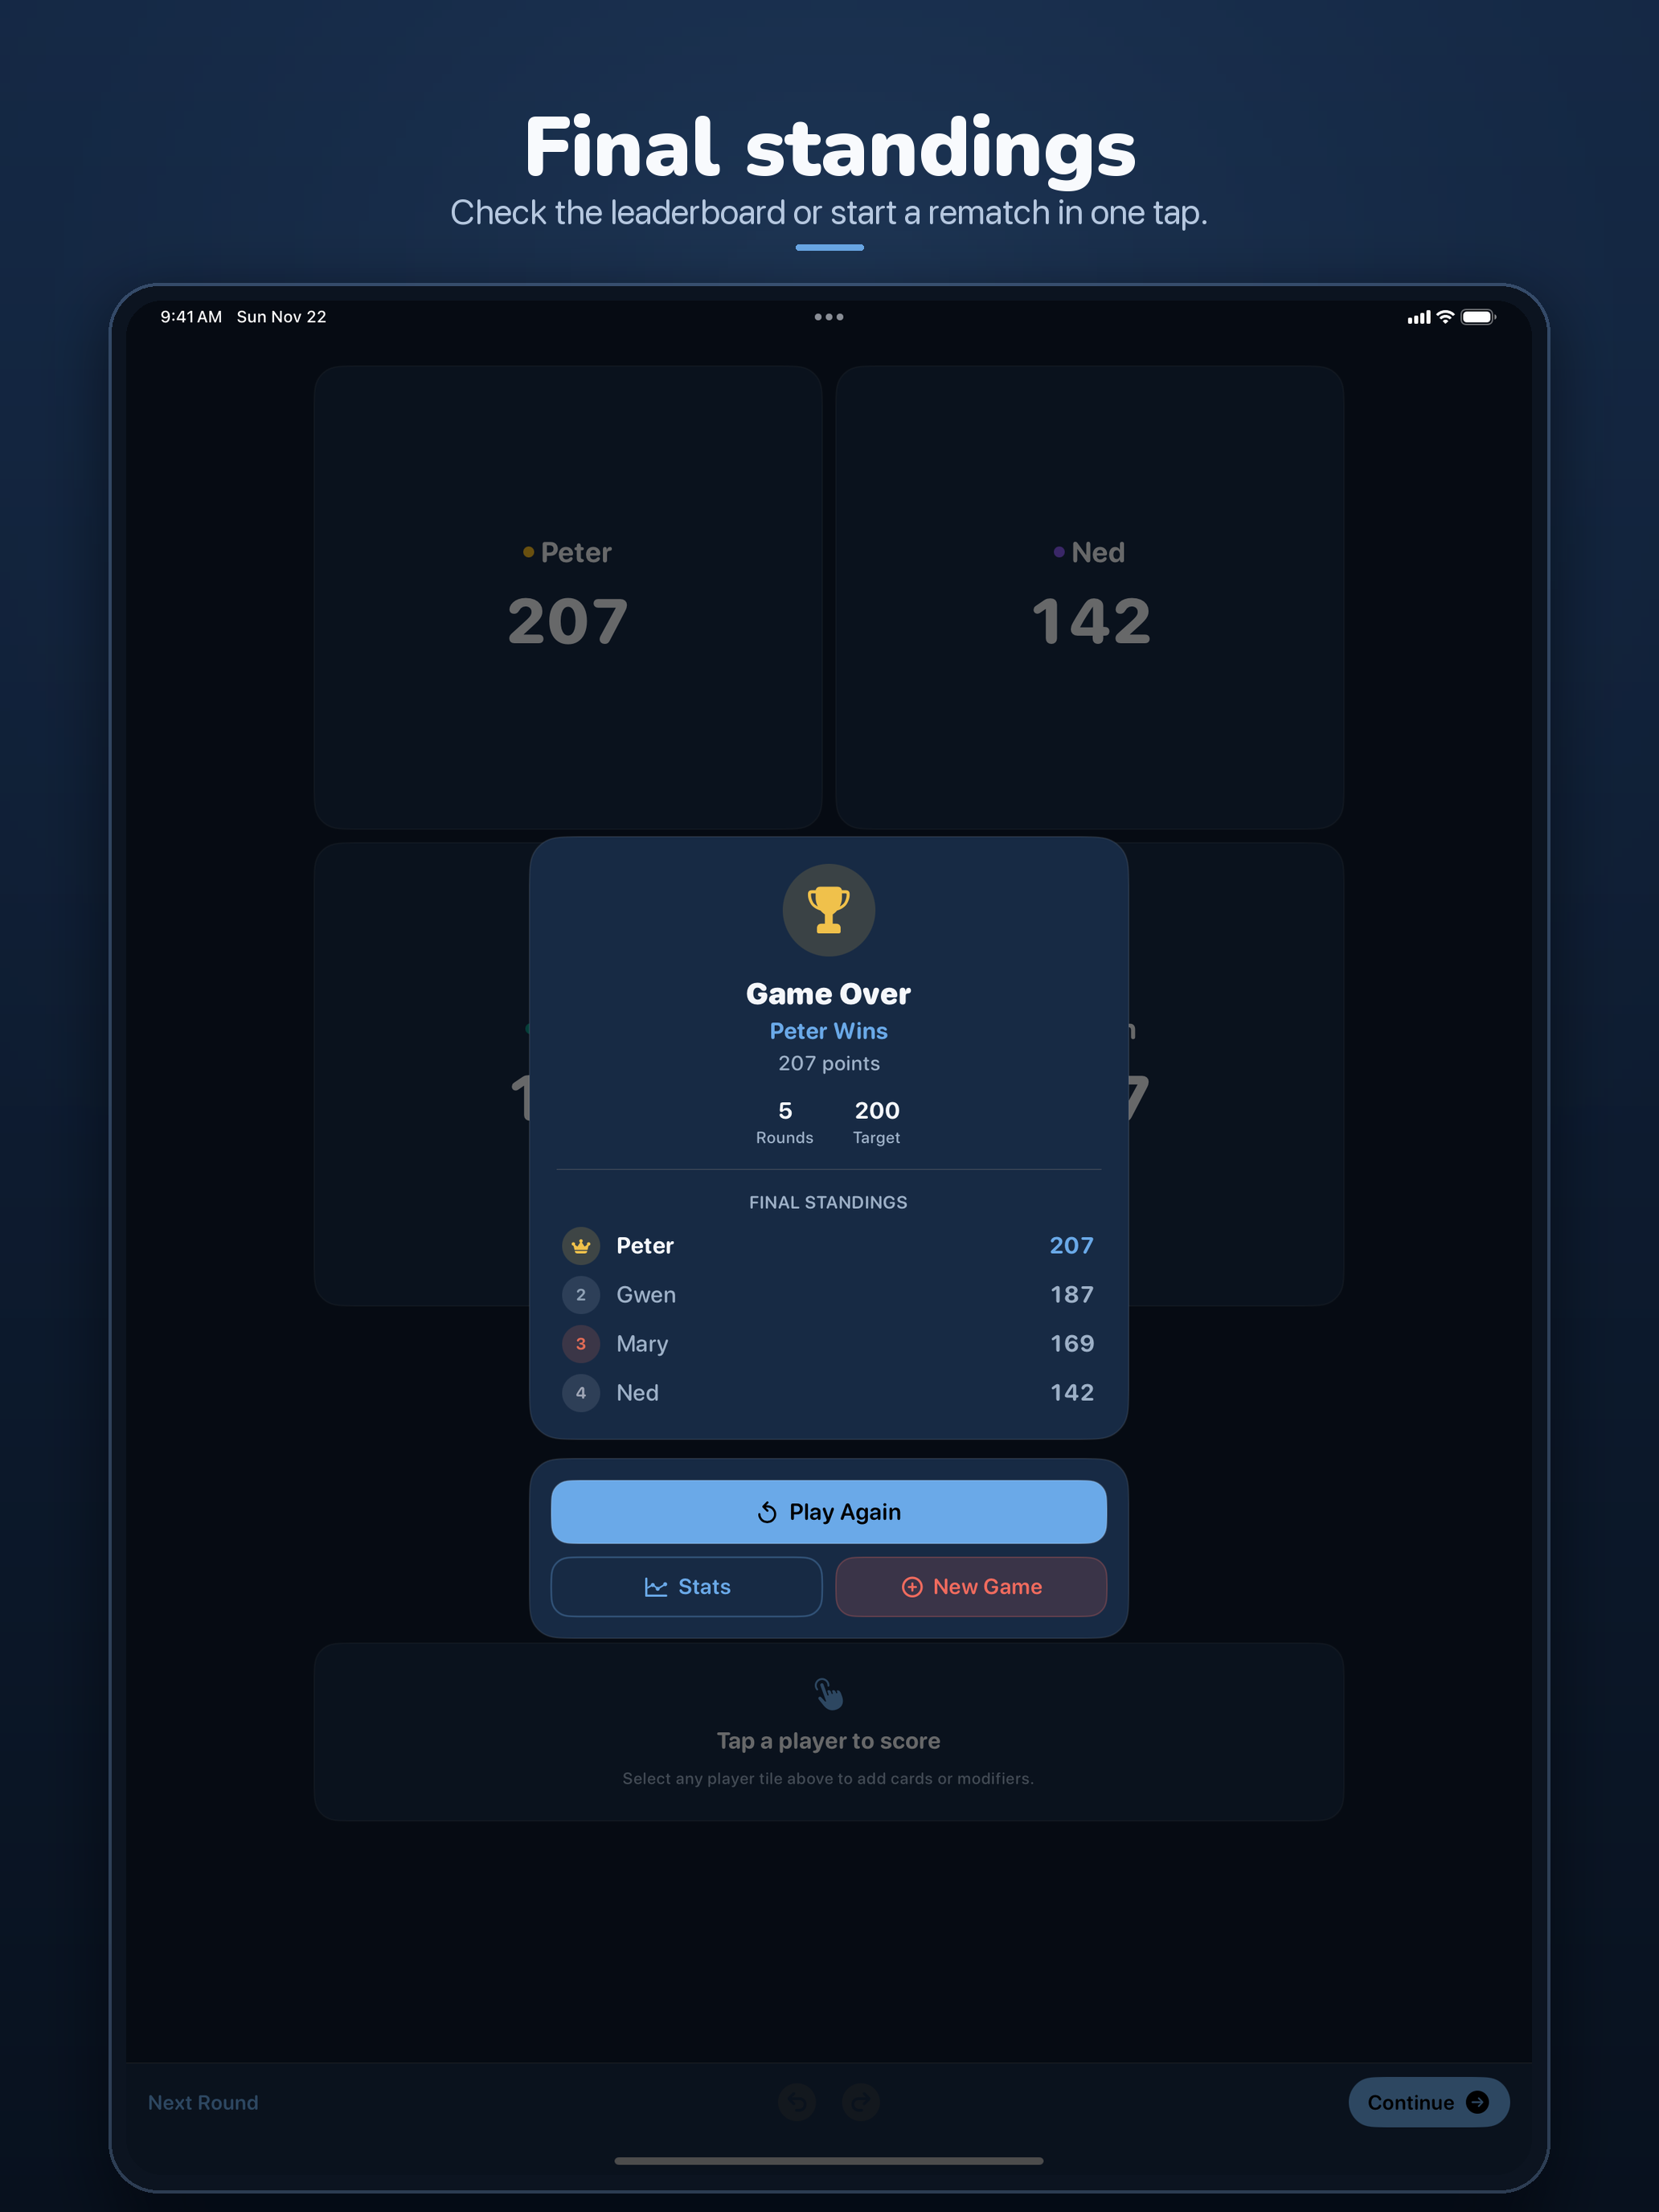 Final standings
Check the leaderboard or start a rematch in one tap.
9:41 AM Sun Nov 22
Peter
207
Ned
142
Game Over
Peter Wins
207 points
5 200
Rounds Target
FINAL STANDINGS
Peter 207
2 Gwen 187
3 Mary 169
4 Ned 142
Play Again
Stats New Game
Tap a player to score
Select any player tile above to add cards or modifiers.
Next Round Continue